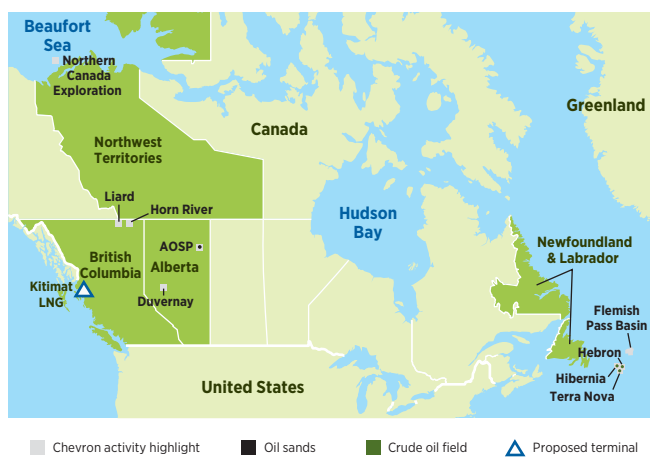 Beaufort
Sea
Northern
Canada
Exploration
Greenland
Canada
Northwest
Territories
Liard
Horn River
Hudson
Bay
AOSP
British
Columbia
Alberta
Newfoundland
& Labrador
Kitimat
LNG
Duvernay
Flemish
Pass Basin
Hebron
Hibernia
Terra Nova
United States
Chevron activity highlight
Oil sands
Crude oil field
Proposed terminal